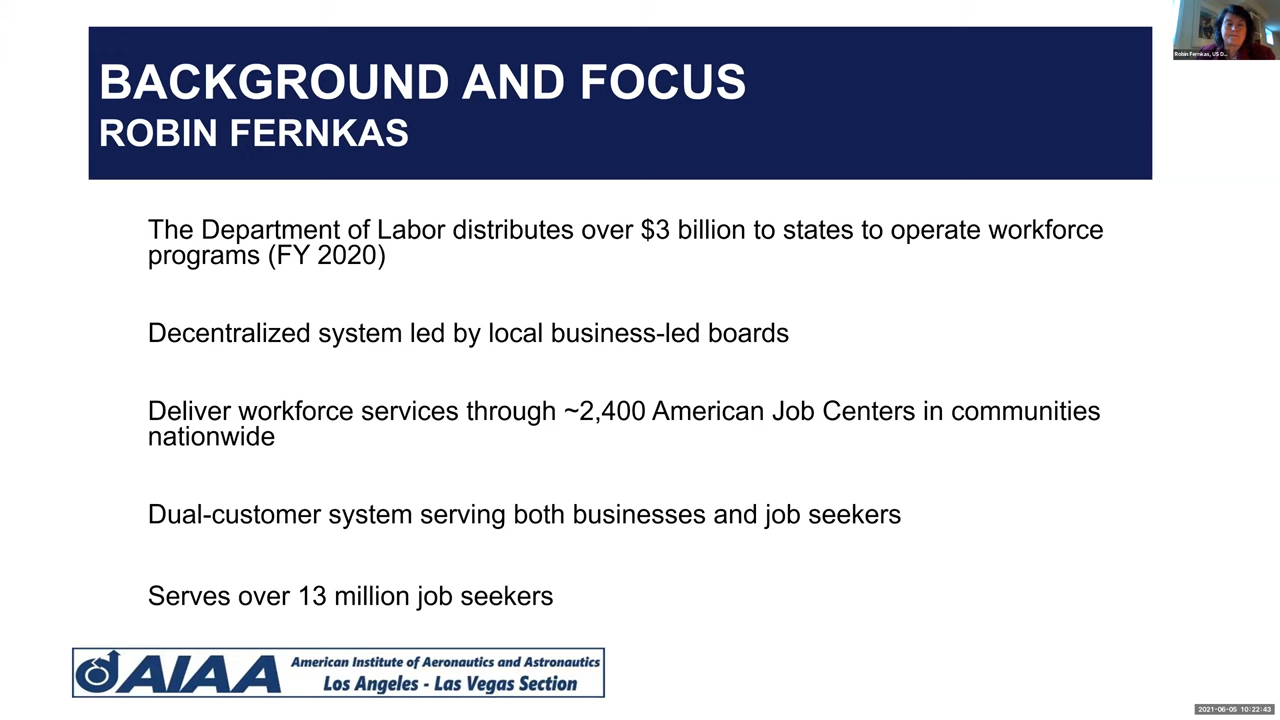 BACKGROUND AND FOCUS
ROBIN FERNKAS
Robin Fernkas, US D...
The Department of Labor distributes over $3 billion to states to operate workforce
programs (FY 2020)
Decentralized system led by local business-led boards
Deliver workforce services through ~2,400 American Job Centers in communities
nationwide
Dual-customer system serving both businesses and job seekers
Serves over 13 million job seekers
AIAA
American Institute of Aeronautics and Astronautics
Los Angeles - Las Vegas Section
2021-06-05 10:22:43